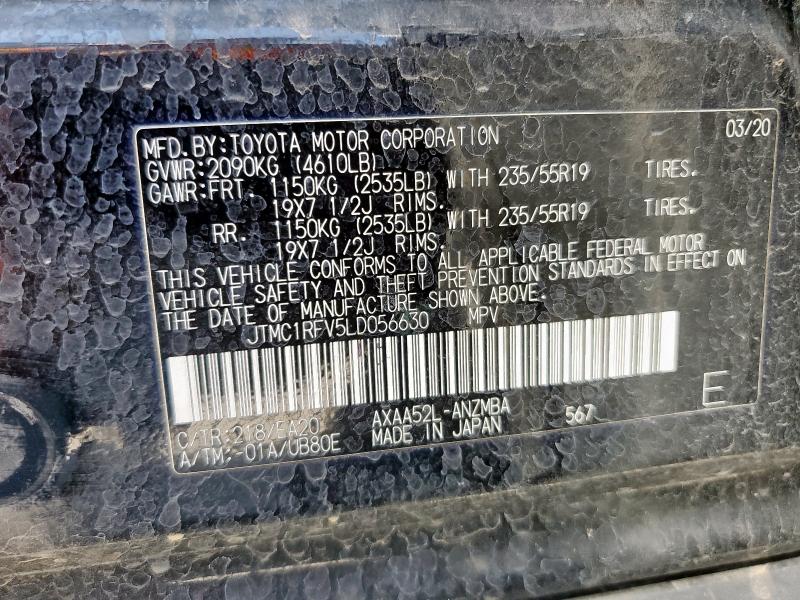 03/20
MFD. BY: TOYOTA MOTOR CORPORATION
GVWR: 2090KG (4610LB)
GAWR: FRT. 1150KG (2535LB) WITH 235/55R19 TIRES.
19X7 1/2J RIMS.
RR. 1150KG (2535LB) WITH 235/55R19 TIRES.
19X7 1/2J RIMS.
THIS VEHICLE CONFORMS TO ALL APPLICABLE FEDERAL MOTOR
VEHICLE SAFETY AND THEFT PREVENTION STANDARDS IN EFFECT ON
THE DATE OF MANUFACTURE SHOWN ABOVE.
JTMC1RFV5LD056630 MPV
C/TR: 218/EA20 AXAA52L-ANZMBA 567 E
A/TM: -01A/UB80E MADE IN JAPAN